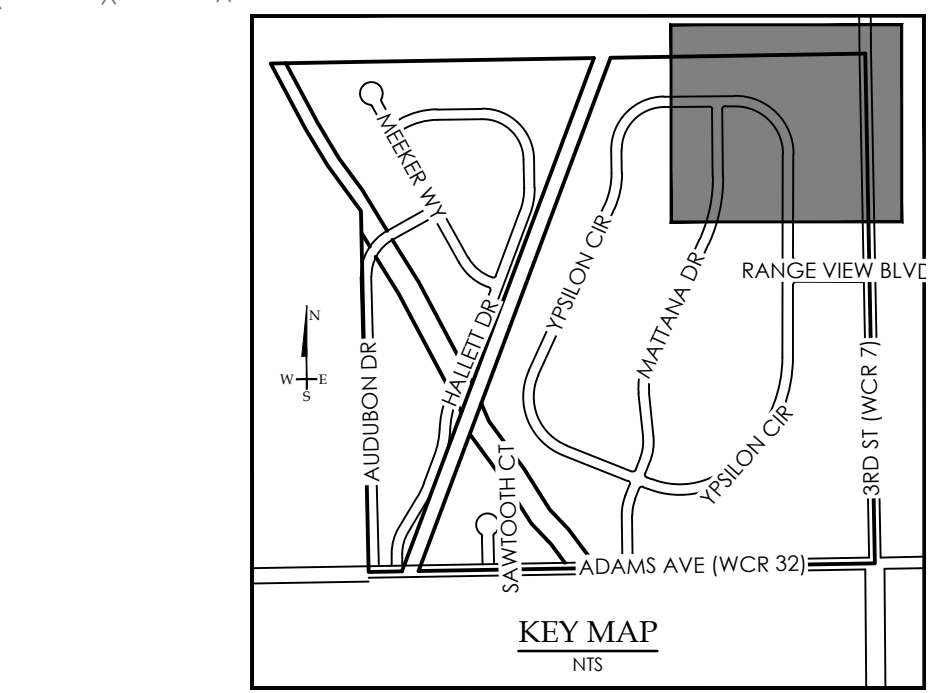 MEEKER WY
YPSILON CIR
MATTANA DR
RANGE VIEW BLVD
N
W E
S
AUDUBON DR
HALLETT DR
3RD ST (WCR 7)
YPSILON CIR
SAWTOOTH CT
ADAMS AVE (WCR 32)
KEY MAP
NTS